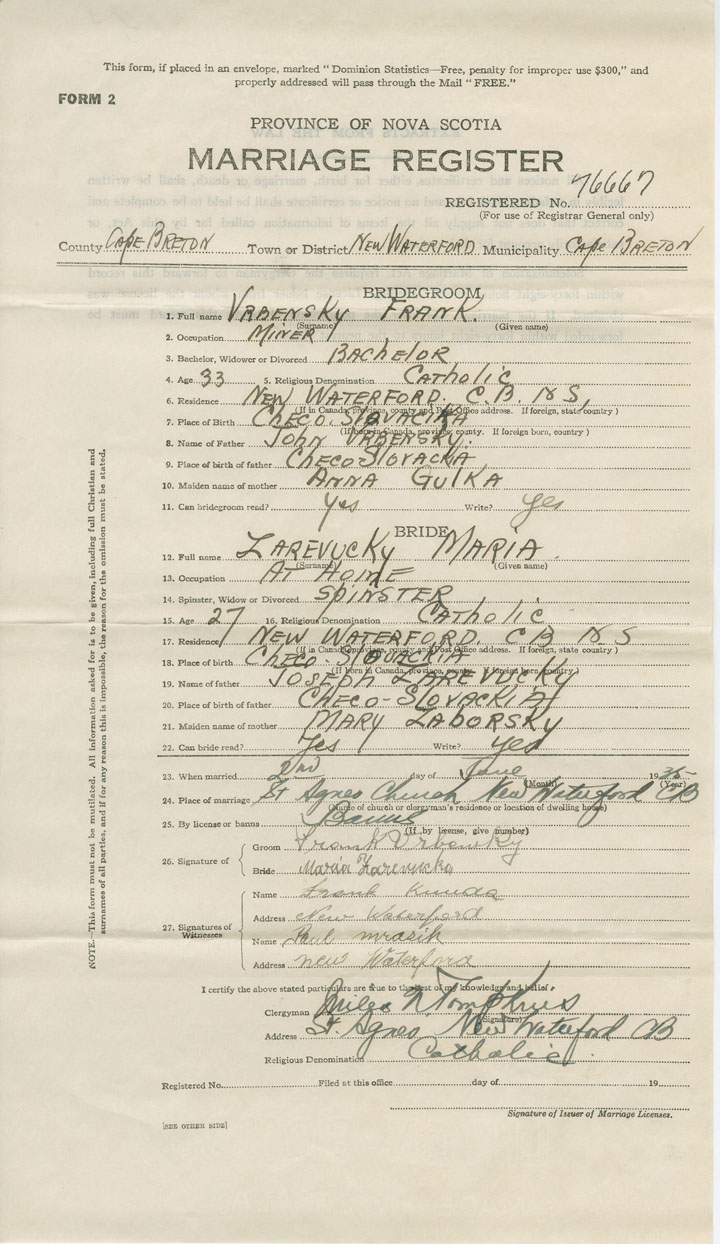 This form, if placed in an envelope, marked "Dominion Statistics—Free, penalty for improper use $300," and
properly addressed will pass through the Mail "FREE."
FORM 2
PROVINCE OF NOVA SCOTIA
MARRIAGE REGISTER
REGISTERED No. 76667
(For use of Registrar General only)
County Cape Breton Town or District New Waterford Municipality Cape Breton
BRIDEGROOM
1. Full name Vrbensky Frank.
(Surname) (Given name)
2. Occupation Miner
3. Bachelor, Widower or Divorced Bachelor
4. Age 33 5. Religious Denomination Catholic
6. Residence New Waterford. C.B. N.S,
(If in Canada, province, county and Post Office address. If foreign, state country)
7. Place of Birth Checo. Slovackia
(If born in Canada, province, county. If foreign born, country)
8. Name of Father John Vrbensky.
9. Place of birth of father Checo-Slovackia
10. Maiden name of mother Anna Gulka
11. Can bridegroom read? yes Write? yes
BRIDE
12. Full name Zarevucky Maria.
(Surname) (Given name)
13. Occupation At Home
14. Spinster, Widow or Divorced Spinster
15. Age 27 16. Religious Denomination Catholic
17. Residence New Waterford. C B N.S
(If in Canada, province, county and Post Office address. If foreign, state country)
18. Place of birth Checo-Slovackia
(If born in Canada, province, county. If foreign born, country)
19. Name of father Joseph Zarevucky
20. Place of birth of father Checo-Slovackia
21. Maiden name of mother Mary Zaborsky
22. Can bride read? Yes Write? yes
23. When married 2nd day of June 19
(Month) (Year)
24. Place of marriage St Agnes Church New Waterford CB
(Name of church or clergyman's residence or location of dwelling house)
25. By license or banns Banns
(If by license, give number)
26. Signature of Groom Frank Vrbensky
Bride Maria Zarevucka
27. Signatures of Witnesses
Name Frank
Address New Waterford
Name Paul mrasik
Address new Waterford
I certify the above stated particulars are true to the best of my knowledge and belief.
Clergyman Miles N Tompkins
(Signature)
Address St. Agnes, New Waterford CB
Religious Denomination Catholic.
Registered No. Filed at this office day of 19
Signature of Issuer of Marriage Licenses.
[SEE OTHER SIDE]
NOTE.—This form must not be mutilated. All information asked for is to be given, including full Christian and
surnames of all parties, and if for any reason this is impossible, the reason for the omission must be stated.